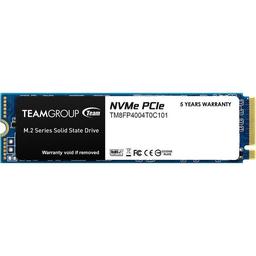 TEAMGROUP Team
M.2 Series Solid State Drive
Warranty void if removed
NVMe PCIe
TM8FP4004T0C101
5 YEARS WARRANTY